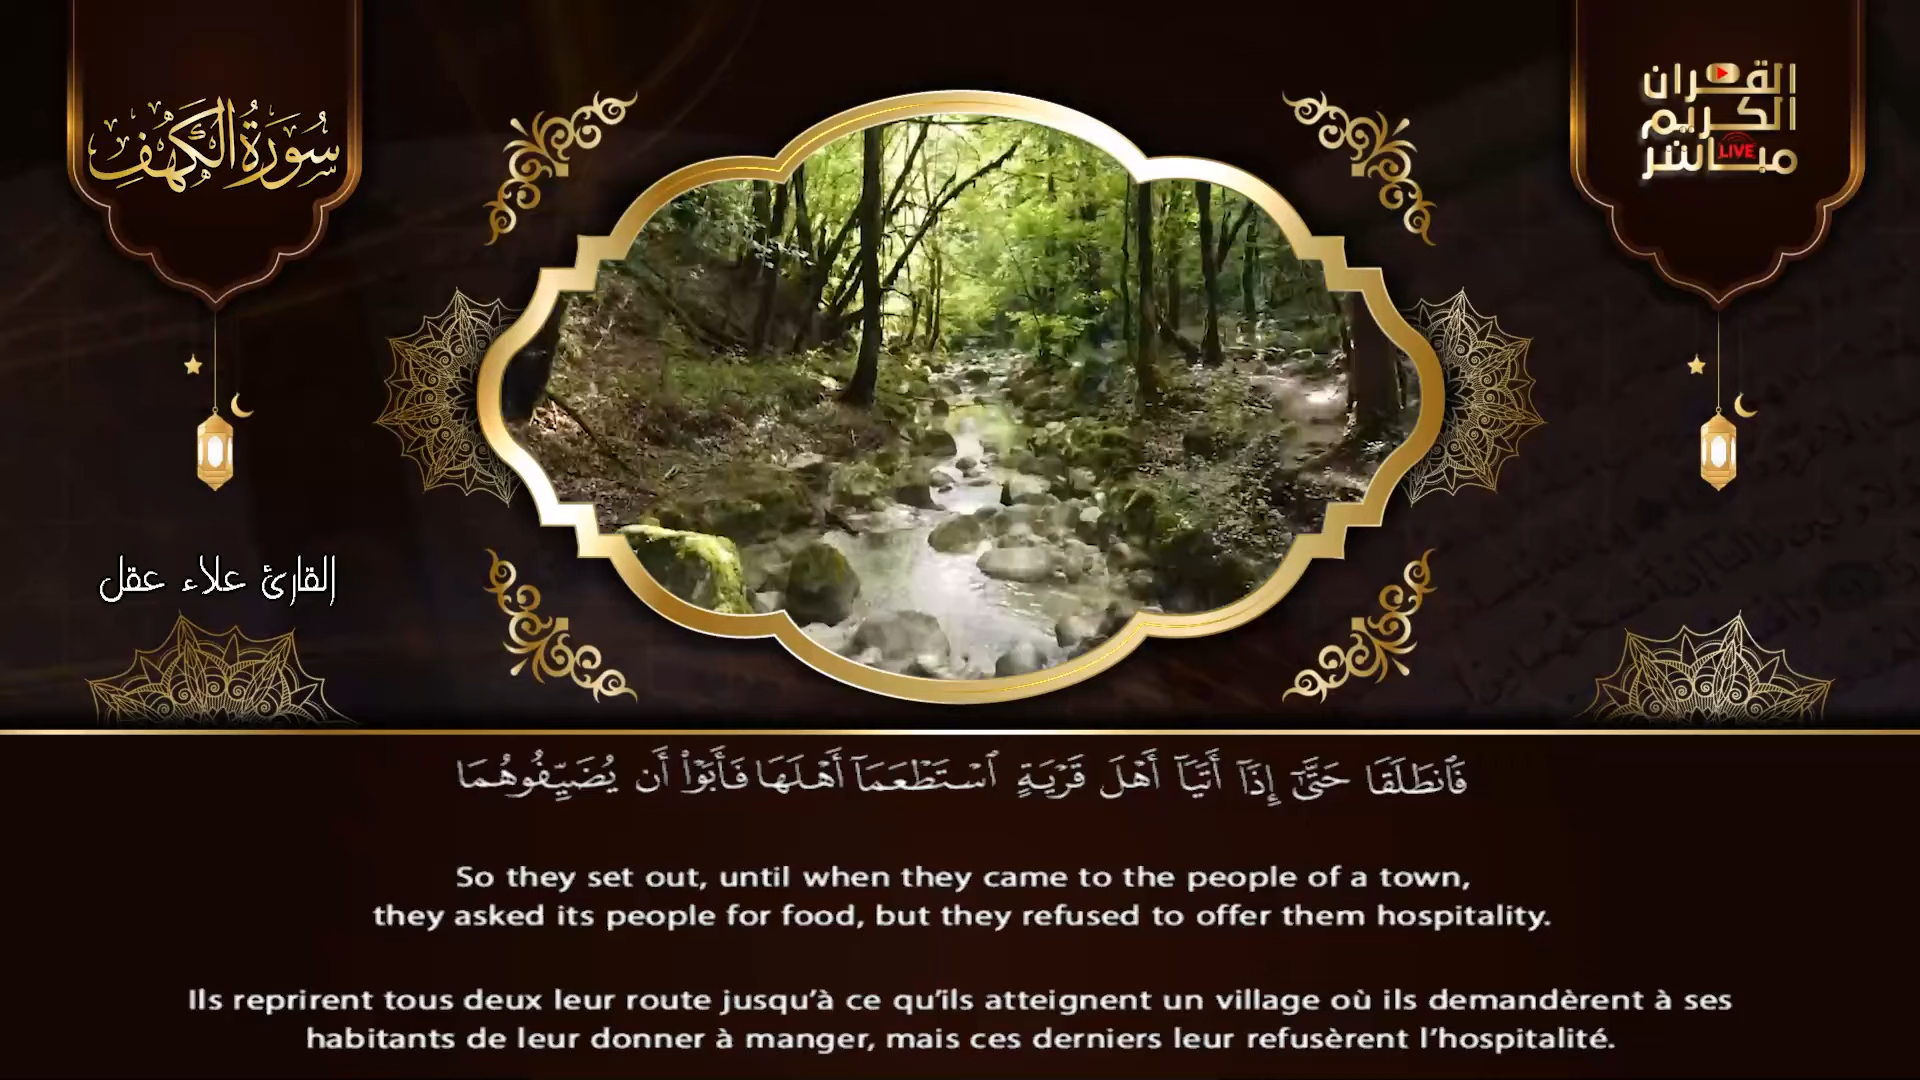 سُورَةُ الكَهْفِ
القران
الكريم
مباشر
LIVE
القارئ علاء عقل
فَٱنطَلَقَا حَتَّىٰٓ إِذَآ أَتَيَآ أَهْلَ قَرْيَةٍ ٱسْتَطْعَمَآ أَهْلَهَا فَأَبَوْا۟ أَن يُضَيِّفُوهُمَا
So they set out, until when they came to the people of a town,
they asked its people for food, but they refused to offer them hospitality.
Ils reprirent tous deux leur route jusqu’à ce qu’ils atteignent un village où ils demandèrent à ses
habitants de leur donner à manger, mais ces derniers leur refusèrent l’hospitalité.